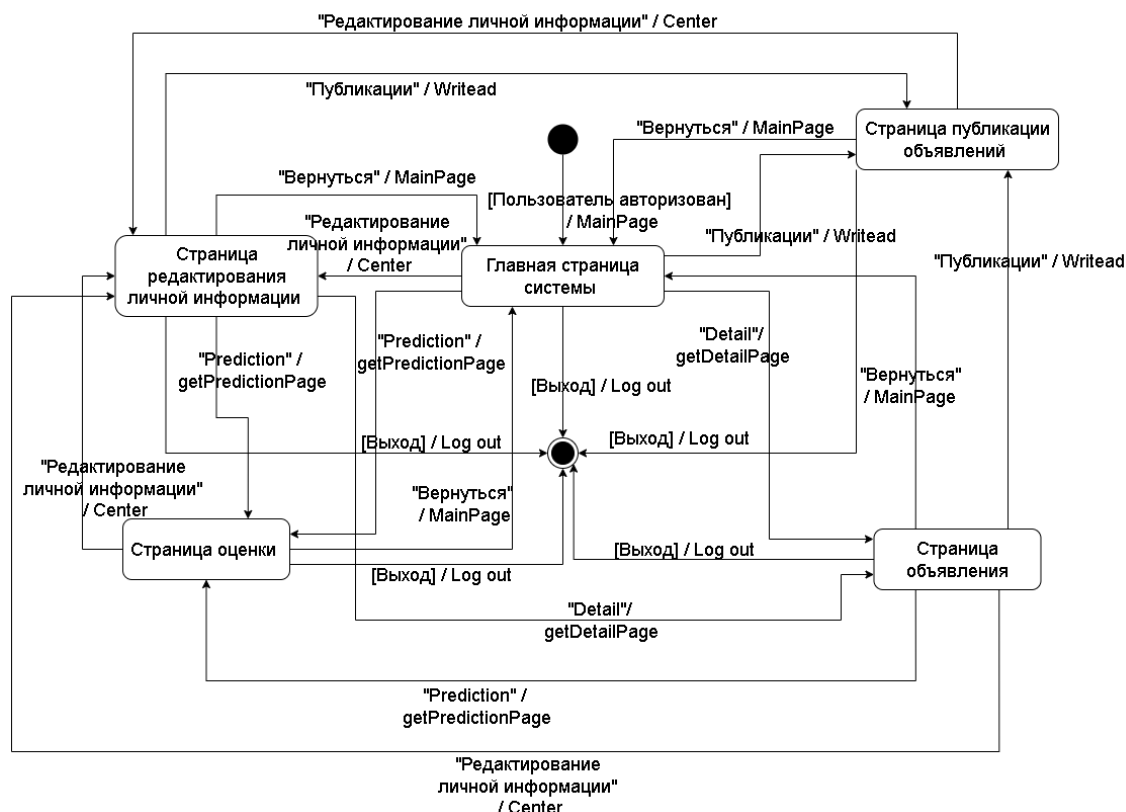 "Редактирование личной информации" / Center
"Публикации" / Writead
"Вернуться" / MainPage
Страница публикации
объявлений
"Вернуться" / MainPage
[Пользователь авторизован]
/ MainPage
"Редактирование
личной информации"
/ Center
"Публикации" / Writead
"Публикации" / Writead
Страница
редактирования
личной информации
Главная страница
системы
"Prediction" /
getPredictionPage
"Prediction" /
getPredictionPage
"Detail"/
getDetailPage
"Вернуться"
/ MainPage
[Выход] / Log out
[Выход] / Log out
[Выход] / Log out
"Редактирование
личной информации"
/ Center
"Вернуться"
/ MainPage
Страница оценки
[Выход] / Log out
[Выход] / Log out
Страница
объявления
"Detail"/
getDetailPage
"Prediction" /
getPredictionPage
"Редактирование
личной информации"
/ Center